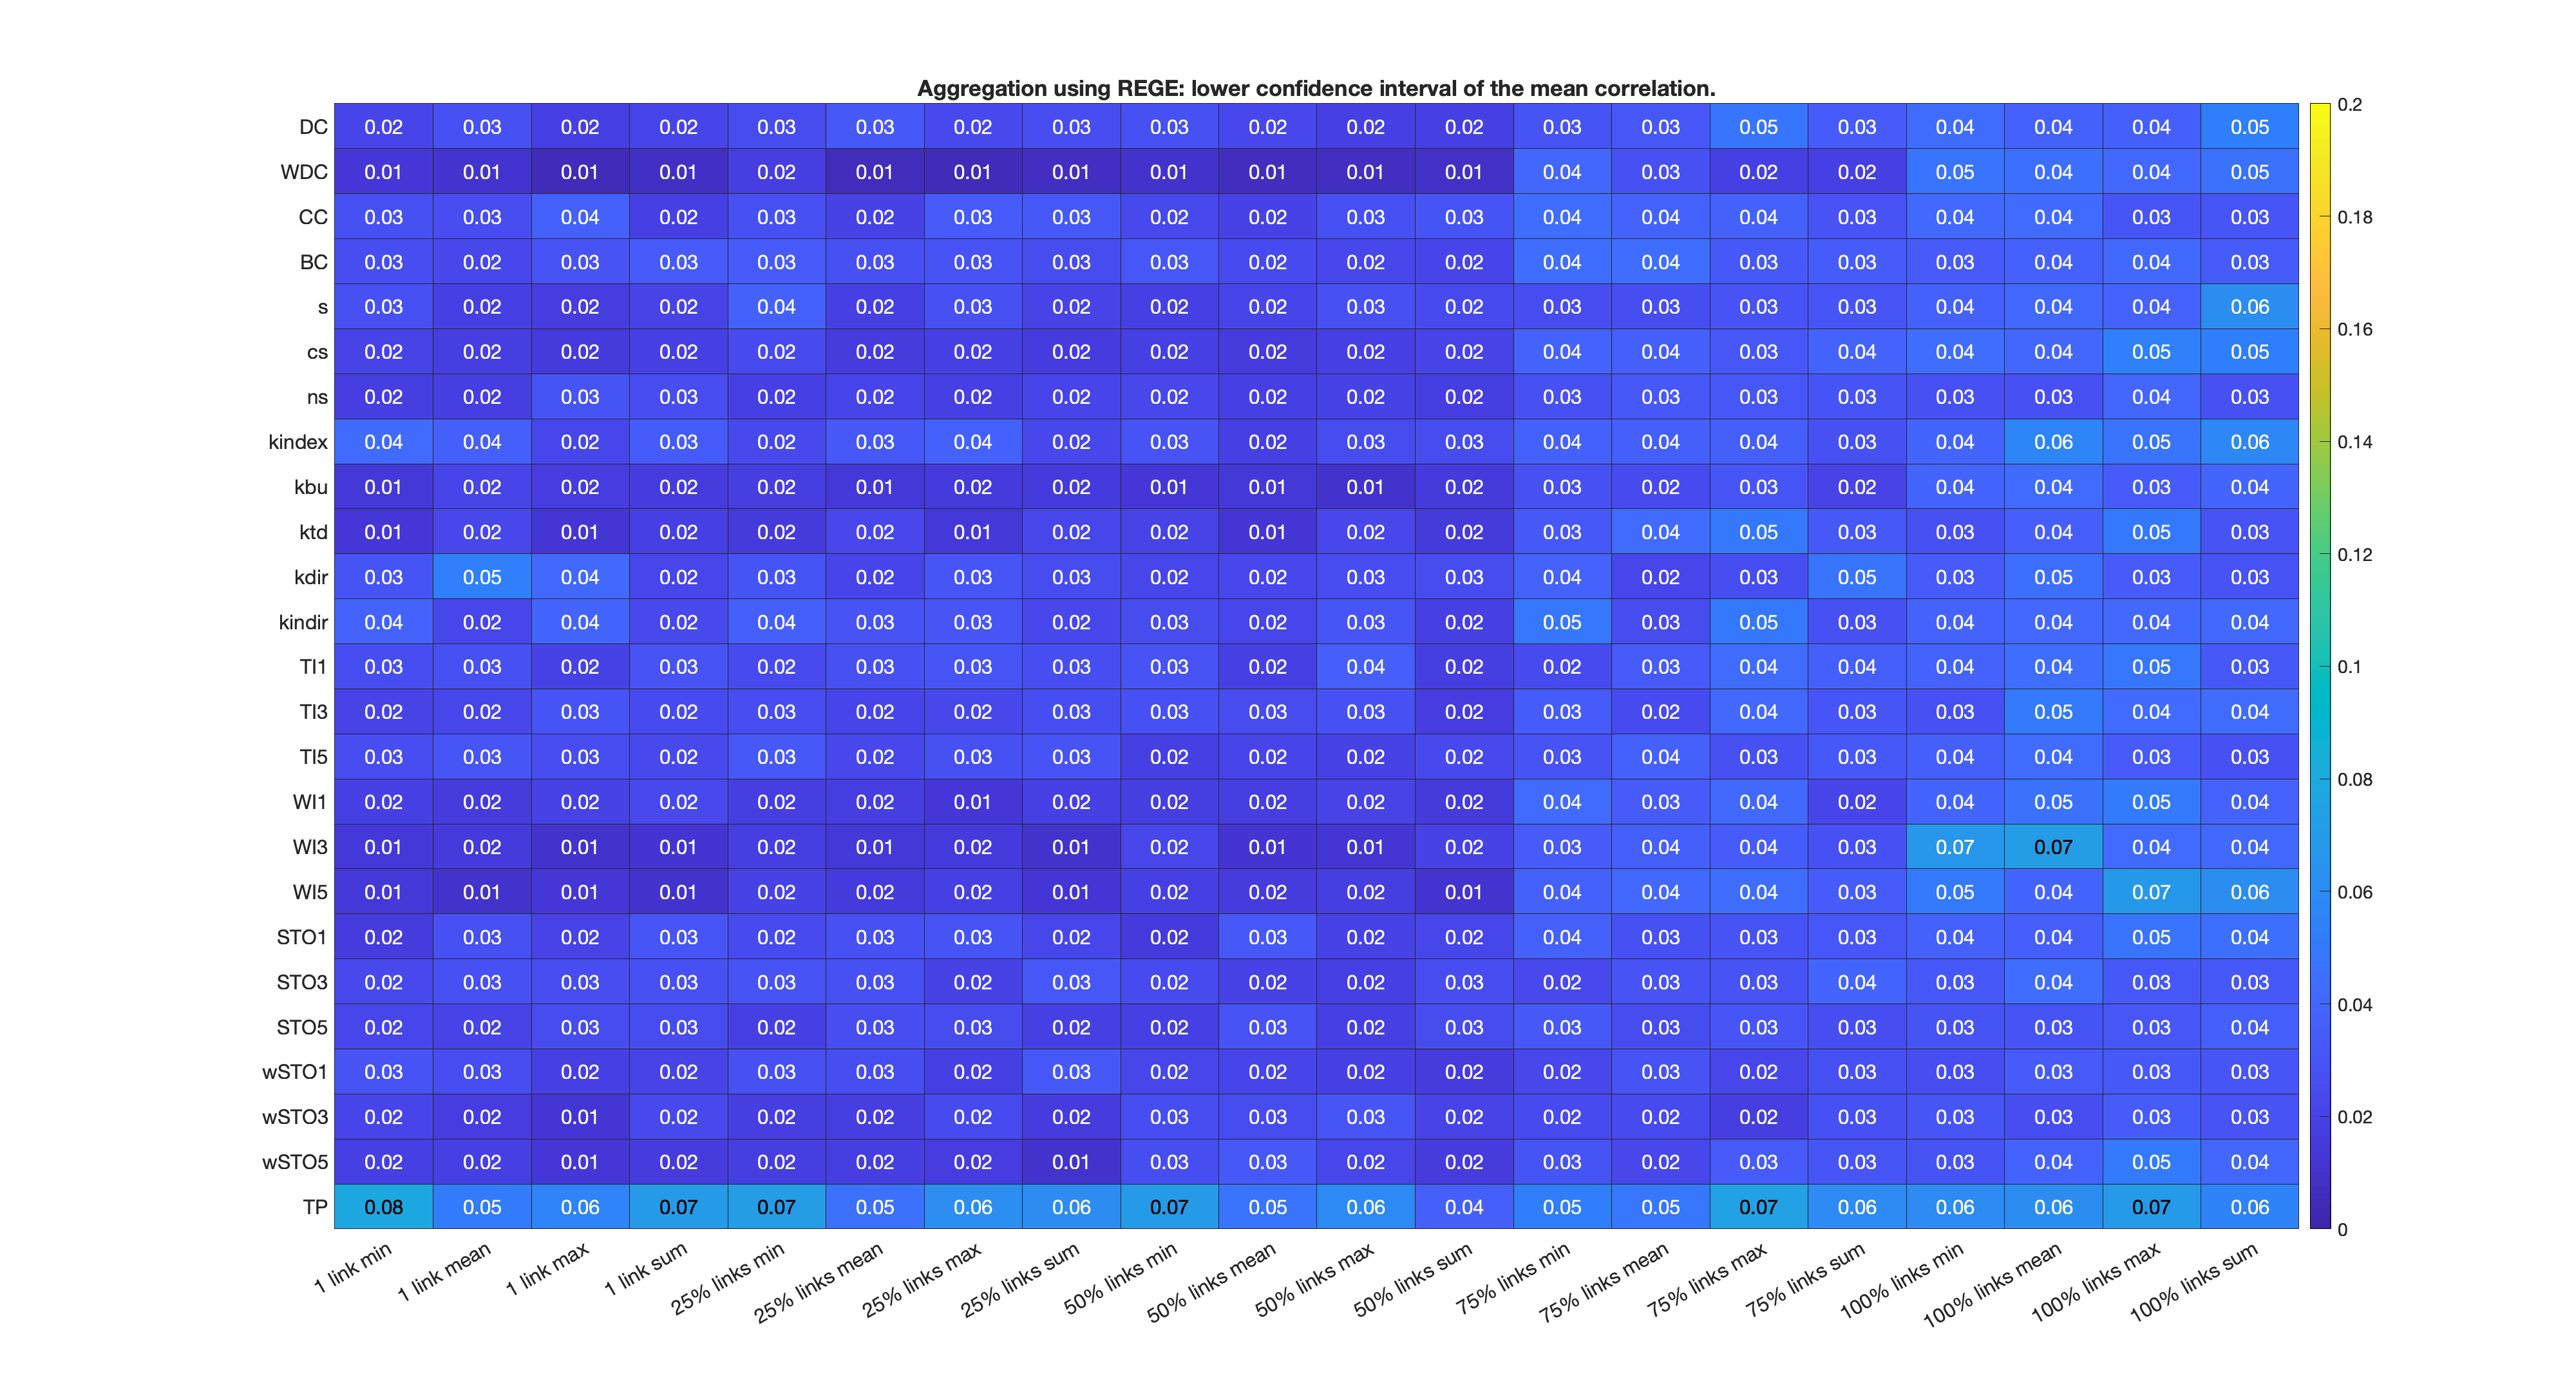 Aggregation using REGE: lower confidence interval of the mean correlation.
DC 0.02 0.03 0.02 0.02 0.03 0.03 0.02 0.03 0.03 0.02 0.02 0.02 0.03 0.03 0.05 0.03 0.04 0.04 0.04 0.05
WDC 0.01 0.01 0.01 0.01 0.02 0.01 0.01 0.01 0.01 0.01 0.01 0.01 0.04 0.03 0.02 0.02 0.05 0.04 0.04 0.05
CC 0.03 0.03 0.04 0.02 0.03 0.02 0.03 0.03 0.02 0.02 0.03 0.03 0.04 0.04 0.04 0.03 0.04 0.04 0.03 0.03
BC 0.03 0.02 0.03 0.03 0.03 0.03 0.03 0.03 0.03 0.02 0.02 0.02 0.04 0.04 0.03 0.03 0.03 0.04 0.04 0.03
s 0.03 0.02 0.02 0.02 0.04 0.02 0.03 0.02 0.02 0.02 0.03 0.02 0.03 0.03 0.03 0.03 0.04 0.04 0.04 0.06
cs 0.02 0.02 0.02 0.02 0.02 0.02 0.02 0.02 0.02 0.02 0.02 0.02 0.04 0.04 0.03 0.04 0.04 0.04 0.05 0.05
ns 0.02 0.02 0.03 0.03 0.02 0.02 0.02 0.02 0.02 0.02 0.02 0.02 0.03 0.03 0.03 0.03 0.03 0.03 0.04 0.03
kindex 0.04 0.04 0.02 0.03 0.02 0.03 0.04 0.02 0.03 0.02 0.03 0.03 0.04 0.04 0.04 0.03 0.04 0.06 0.05 0.06
kbu 0.01 0.02 0.02 0.02 0.02 0.01 0.02 0.02 0.01 0.01 0.01 0.02 0.03 0.02 0.03 0.02 0.04 0.04 0.03 0.04
ktd 0.01 0.02 0.01 0.02 0.02 0.02 0.01 0.02 0.02 0.01 0.02 0.02 0.03 0.04 0.05 0.03 0.03 0.04 0.05 0.03
kdir 0.03 0.05 0.04 0.02 0.03 0.02 0.03 0.03 0.02 0.02 0.03 0.03 0.04 0.02 0.03 0.05 0.03 0.05 0.03 0.03
kindir 0.04 0.02 0.04 0.02 0.04 0.03 0.03 0.02 0.03 0.02 0.03 0.02 0.05 0.03 0.05 0.03 0.04 0.04 0.04 0.04
TI1 0.03 0.03 0.02 0.03 0.02 0.03 0.03 0.03 0.03 0.02 0.04 0.02 0.02 0.03 0.04 0.04 0.04 0.04 0.05 0.03
TI3 0.02 0.02 0.03 0.02 0.03 0.02 0.02 0.03 0.03 0.03 0.03 0.02 0.03 0.02 0.04 0.03 0.03 0.05 0.04 0.04
TI5 0.03 0.03 0.03 0.02 0.03 0.02 0.03 0.03 0.02 0.02 0.02 0.02 0.03 0.04 0.03 0.03 0.04 0.04 0.03 0.03
WI1 0.02 0.02 0.02 0.02 0.02 0.02 0.01 0.02 0.02 0.02 0.02 0.02 0.04 0.03 0.04 0.02 0.04 0.05 0.05 0.04
WI3 0.01 0.02 0.01 0.01 0.02 0.01 0.02 0.01 0.02 0.01 0.01 0.02 0.03 0.04 0.04 0.03 0.07 0.07 0.04 0.04
WI5 0.01 0.01 0.01 0.01 0.02 0.02 0.02 0.01 0.02 0.02 0.02 0.01 0.04 0.04 0.04 0.03 0.05 0.04 0.07 0.06
STO1 0.02 0.03 0.02 0.03 0.02 0.03 0.03 0.02 0.02 0.03 0.02 0.02 0.04 0.03 0.03 0.03 0.04 0.04 0.05 0.04
STO3 0.02 0.03 0.03 0.03 0.03 0.03 0.02 0.03 0.02 0.02 0.02 0.03 0.02 0.03 0.03 0.04 0.03 0.04 0.03 0.03
STO5 0.02 0.02 0.03 0.03 0.02 0.03 0.03 0.02 0.02 0.03 0.02 0.03 0.03 0.03 0.03 0.03 0.03 0.03 0.03 0.04
wSTO1 0.03 0.03 0.02 0.02 0.03 0.03 0.02 0.03 0.02 0.02 0.02 0.02 0.02 0.03 0.02 0.03 0.03 0.03 0.03 0.03
wSTO3 0.02 0.02 0.01 0.02 0.02 0.02 0.02 0.02 0.03 0.03 0.03 0.02 0.02 0.02 0.02 0.03 0.03 0.03 0.03 0.03
wSTO5 0.02 0.02 0.01 0.02 0.02 0.02 0.02 0.01 0.03 0.03 0.02 0.02 0.03 0.02 0.03 0.03 0.03 0.04 0.05 0.04
TP 0.08 0.05 0.06 0.07 0.07 0.05 0.06 0.06 0.07 0.05 0.06 0.04 0.05 0.05 0.07 0.06 0.06 0.06 0.07 0.06
1 link min
1 link mean
1 link max
1 link sum
25% links min
25% links mean
25% links max
25% links sum
50% links min
50% links mean
50% links max
50% links sum
75% links min
75% links mean
75% links max
75% links sum
100% links min
100% links mean
100% links max
100% links sum
0.2
0.18
0.16
0.14
0.12
0.1
0.08
0.06
0.04
0.02
0